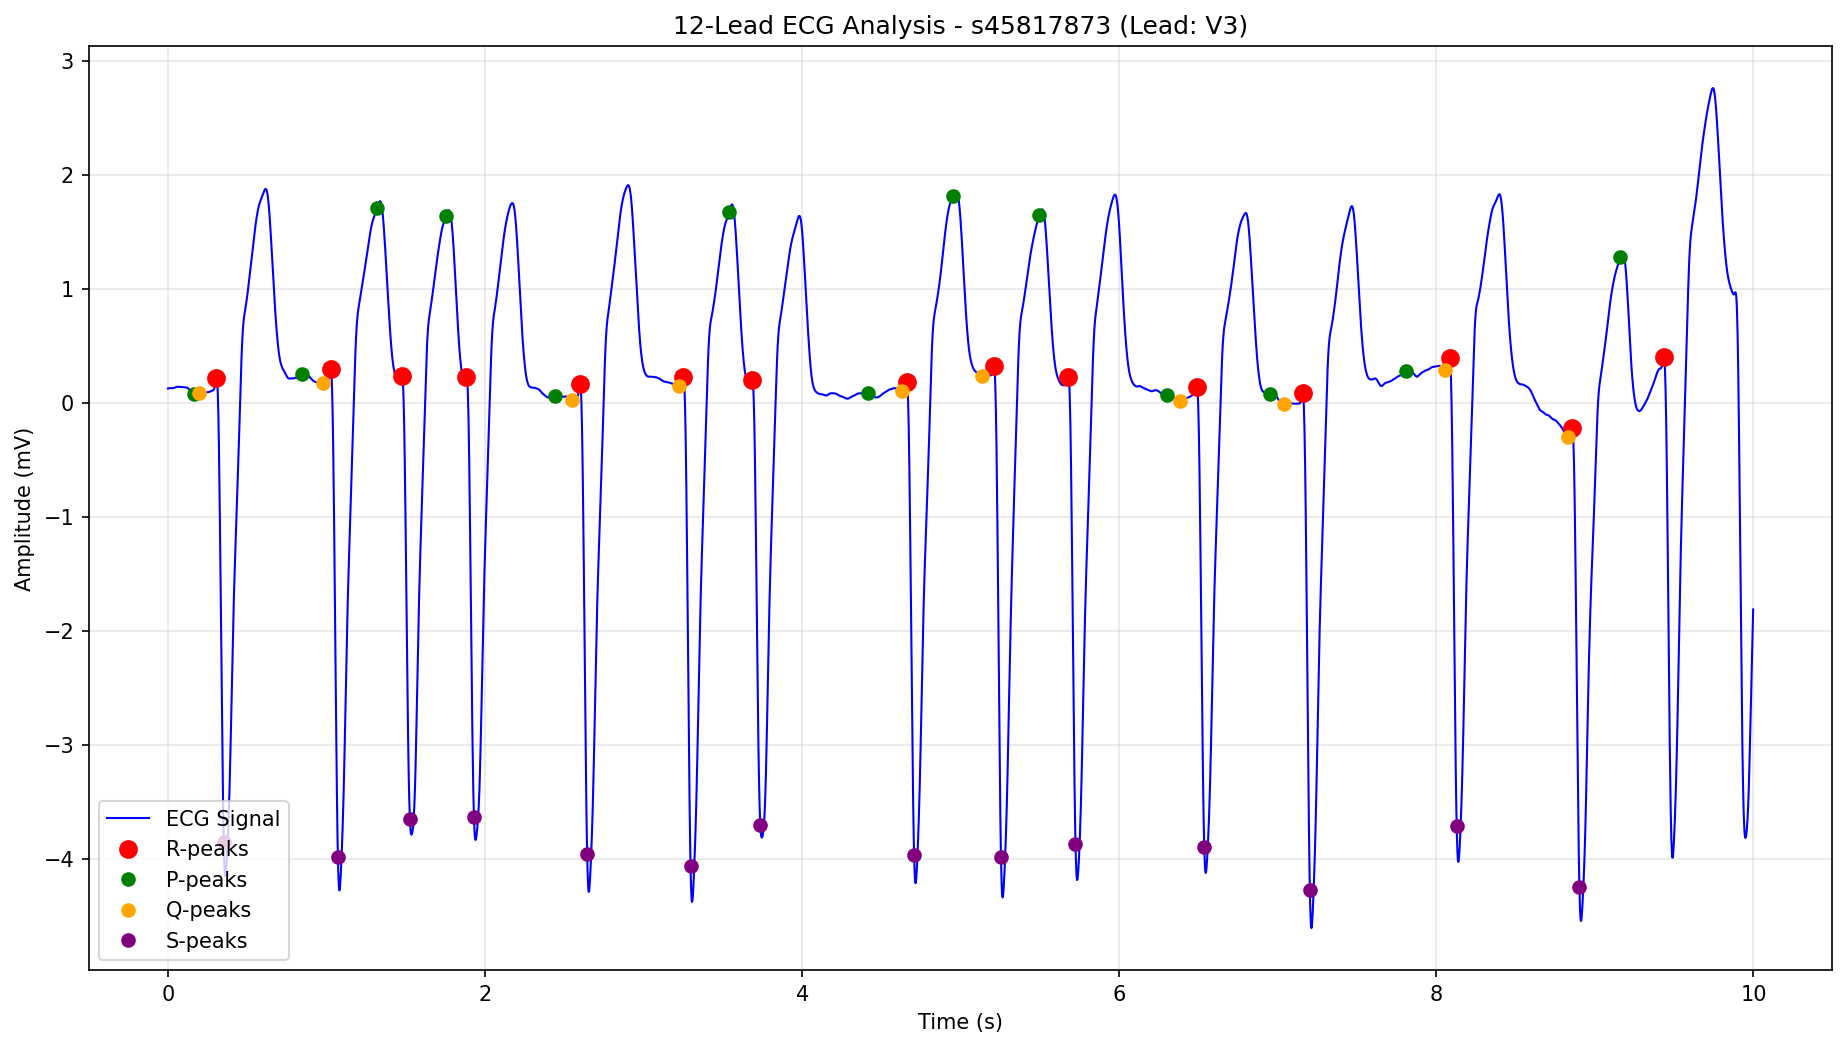 12-Lead ECG Analysis - s45817873 (Lead: V3)
3
2
1
0
−1
−2
−3
−4
Amplitude (mV)
ECG Signal
R-peaks
P-peaks
Q-peaks
S-peaks
0 2 4 6 8 10
Time (s)